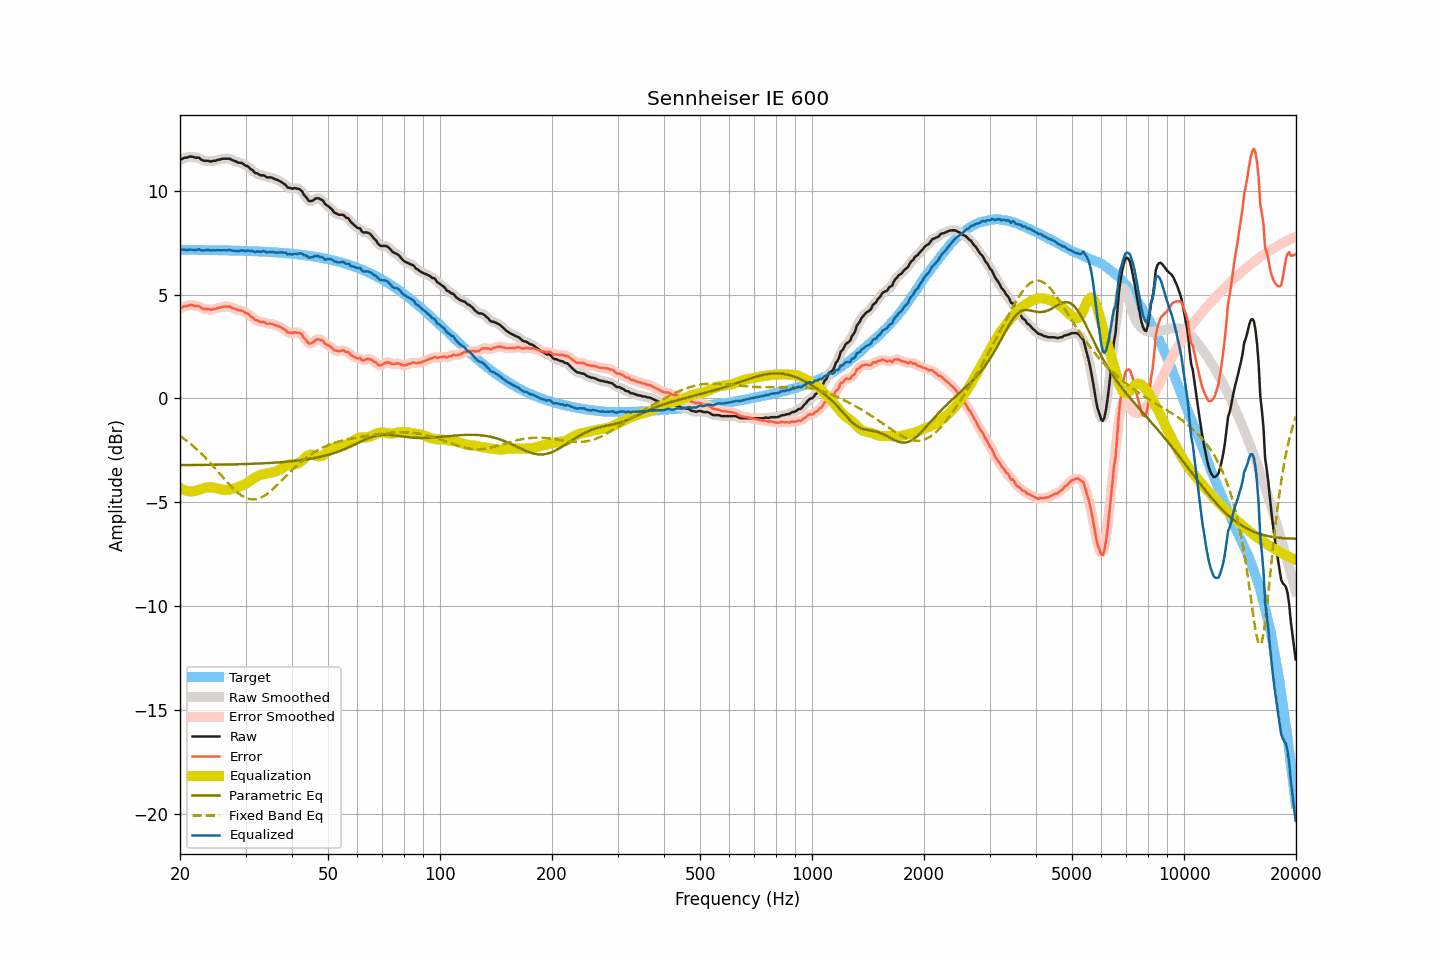 Sennheiser IE 600
Amplitude (dBr)
10
5
0
−5
−10
−15
−20
Target
Raw Smoothed
Error Smoothed
Raw
Error
Equalization
Parametric Eq
Fixed Band Eq
Equalized
20 50 100 200 500 1000 2000 5000 10000 20000
Frequency (Hz)